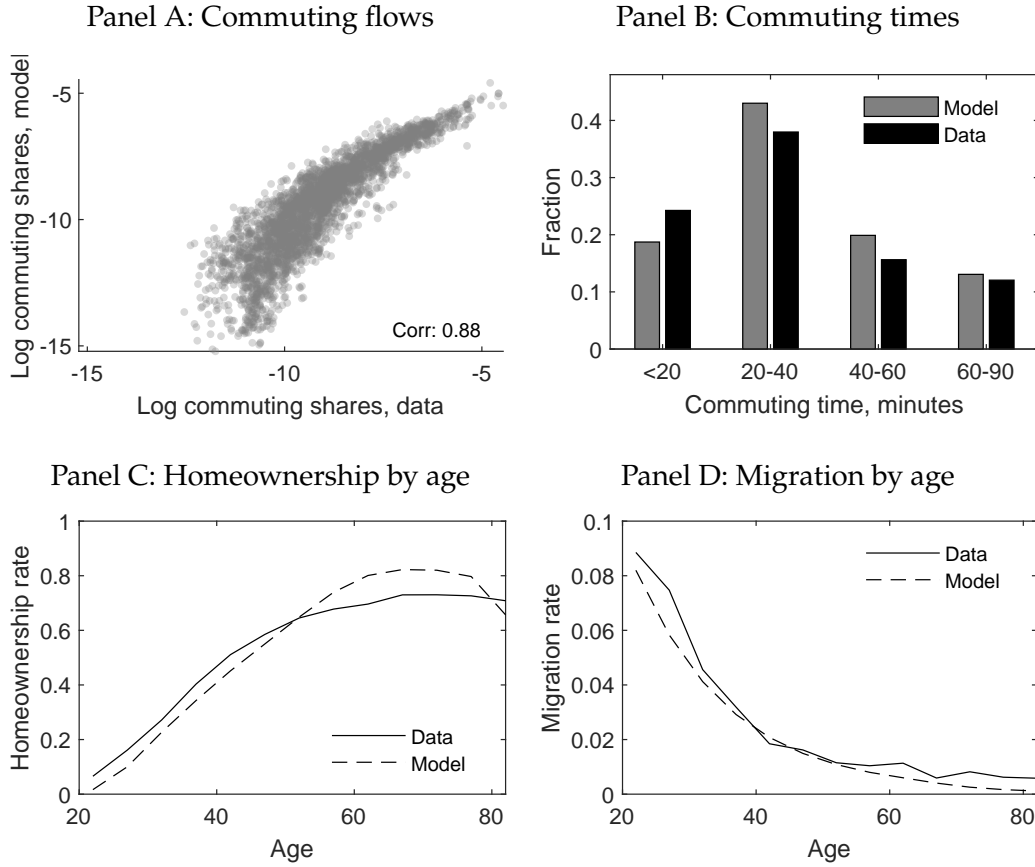 Panel A: Commuting flows
Log commuting shares, model
-5
-10
-15
Corr: 0.88
-15
-10
-5
Log commuting shares, data
Panel B: Commuting times
Fraction
0.4
0.3
0.2
0.1
0
Model
Data
<20
20-40
40-60
60-90
Commuting time, minutes
Panel C: Homeownership by age
Homeownership rate
1
0.8
0.6
0.4
0.2
0
Data
Model
20
40
60
80
Age
Panel D: Migration by age
Migration rate
0.1
0.08
0.06
0.04
0.02
0
Data
Model
20
40
60
80
Age